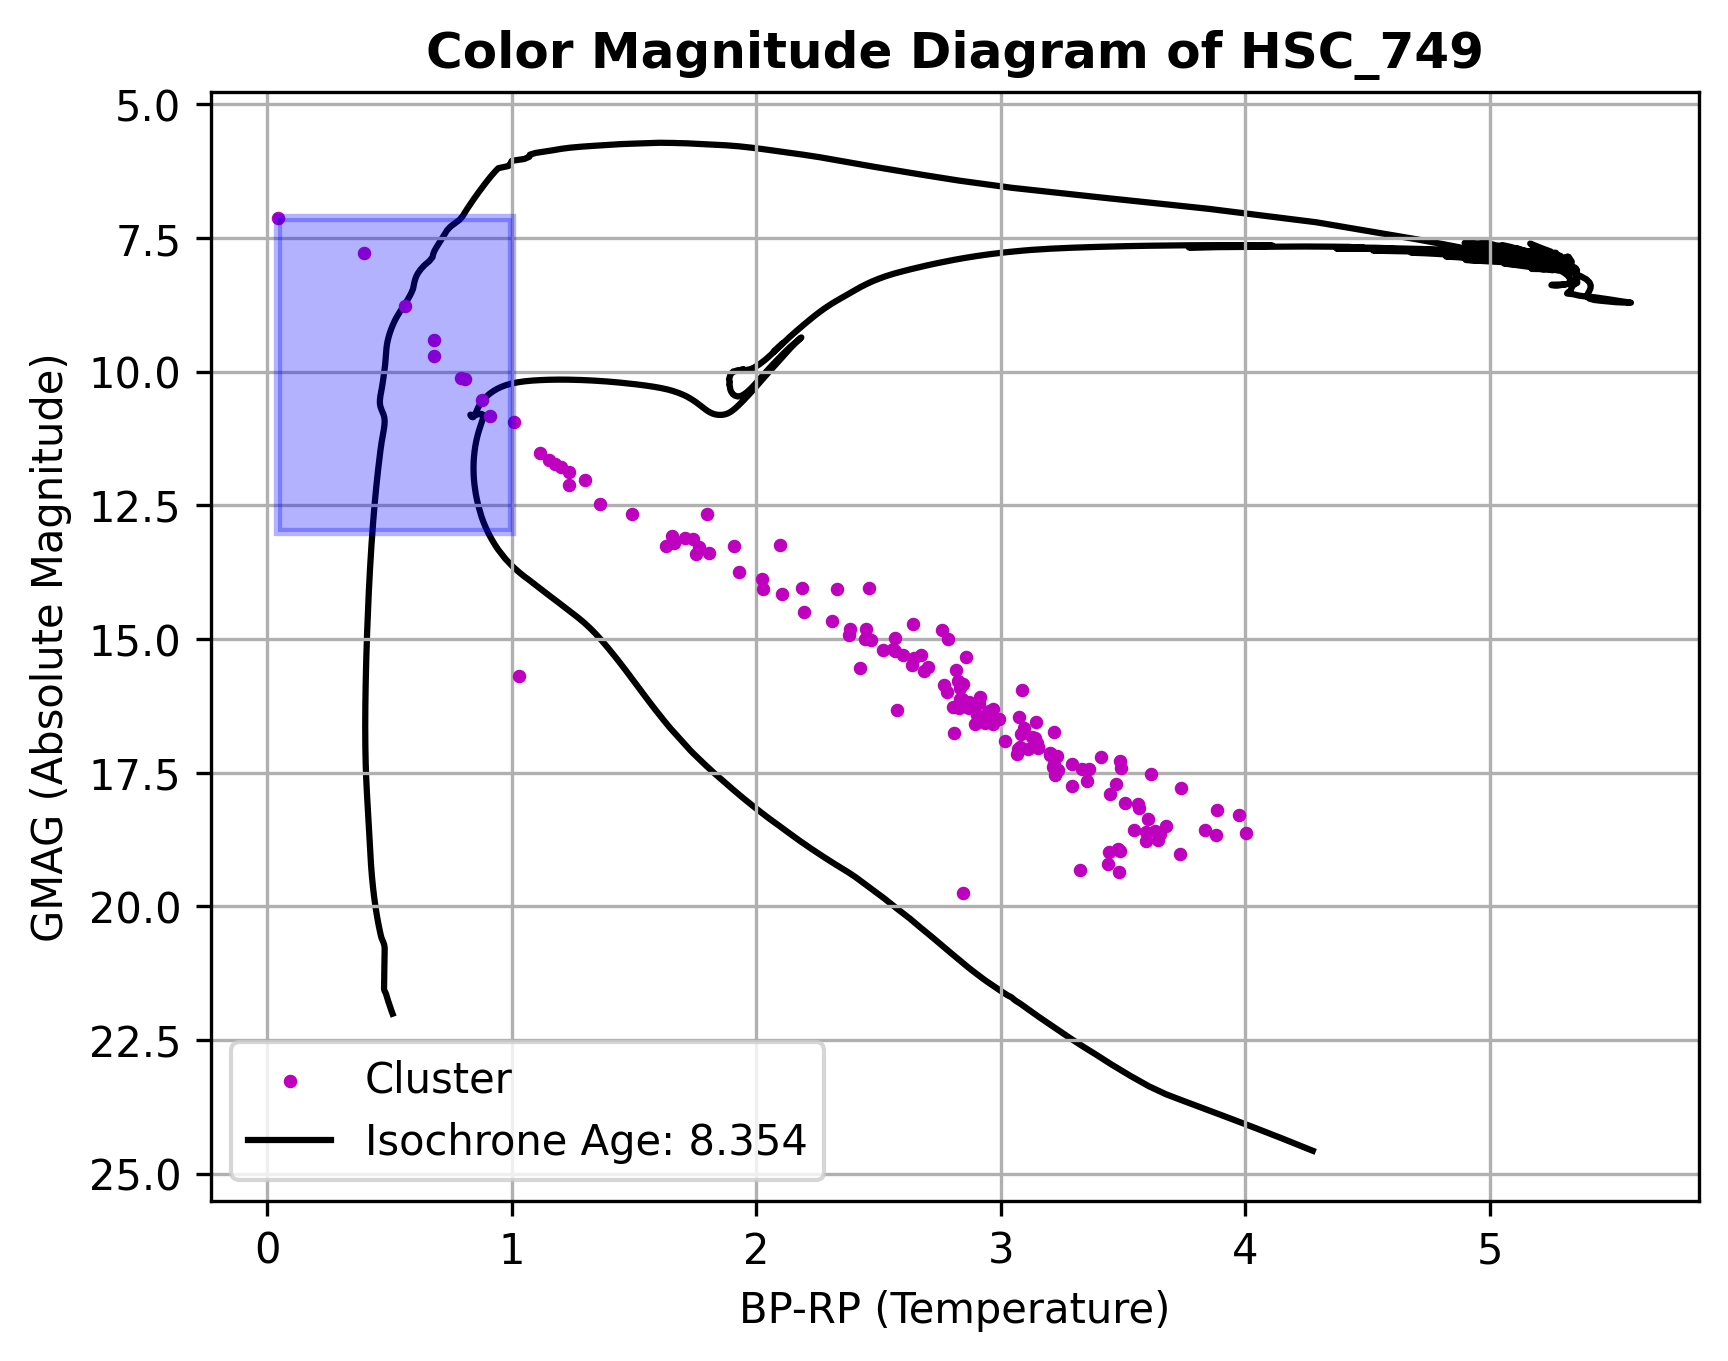 Color Magnitude Diagram of HSC_749
GMAG (Absolute Magnitude)
5.0
7.5
10.0
12.5
15.0
17.5
20.0
22.5
25.0
Cluster
Isochrone Age: 8.354
0 1 2 3 4 5
BP-RP (Temperature)